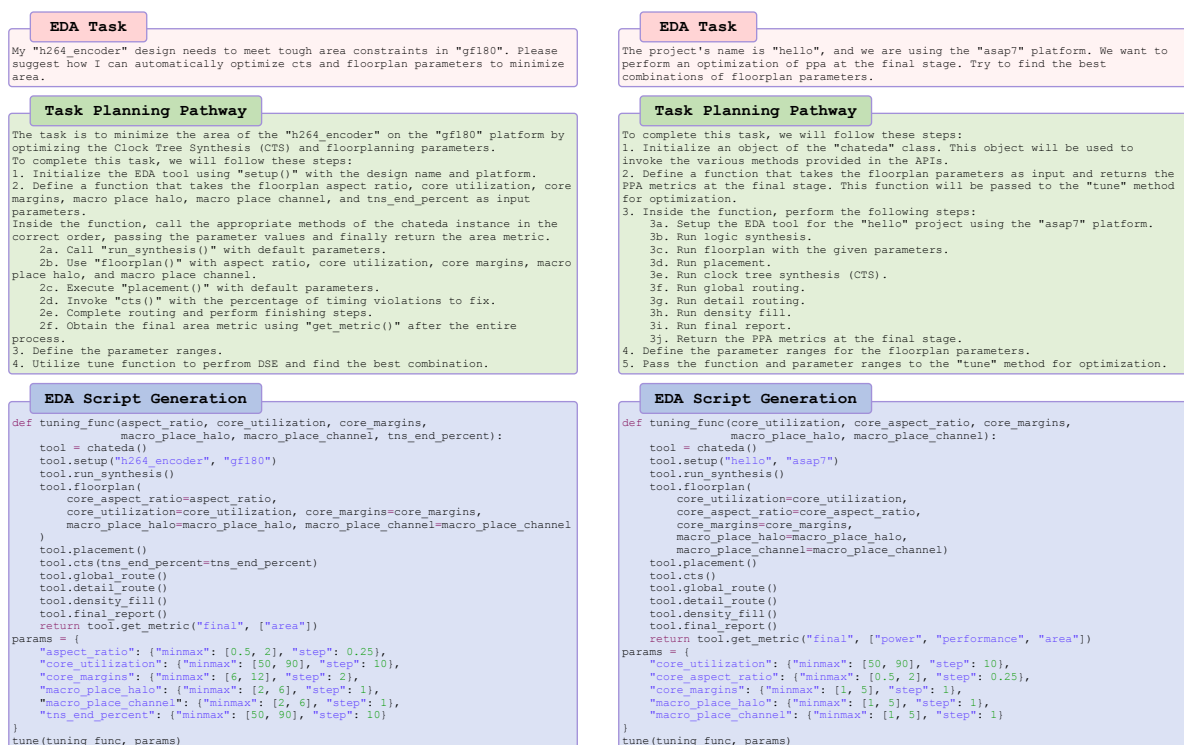 EDA Task
My "h264_encoder" design needs to meet tough area constraints in "gf180". Please
suggest how I can automatically optimize cts and floorplan parameters to minimize
area.
Task Planning Pathway
The task is to minimize the area of the "h264_encoder" on the "gf180" platform by
optimizing the Clock Tree Synthesis (CTS) and floorplanning parameters.
To complete this task, we will follow these steps:
1. Initialize the EDA tool using "setup()" with the design name and platform.
2. Define a function that takes the floorplan aspect ratio, core utilization, core
margins, macro place halo, macro place channel, and tns_end_percent as input
parameters.
Inside the function, call the appropriate methods of the chateda instance in the
correct order, passing the parameter values and finally return the area metric.
2a. Call "run_synthesis()" with default parameters.
2b. Use "floorplan()" with aspect ratio, core utilization, core margins, macro
place halo, and macro place channel.
2c. Execute "placement()" with default parameters.
2d. Invoke "cts()" with the percentage of timing violations to fix.
2e. Complete routing and perform finishing steps.
2f. Obtain the final area metric using "get_metric()" after the entire
process.
3. Define the parameter ranges.
4. Utilize tune function to perfrom DSE and find the best combination.
EDA Script Generation
def tuning_func(aspect_ratio, core_utilization, core_margins,
macro_place_halo, macro_place_channel, tns_end_percent):
tool = chateda()
tool.setup("h264_encoder", "gf180")
tool.run_synthesis()
tool.floorplan(
core_aspect_ratio=aspect_ratio,
core_utilization=core_utilization, core_margins=core_margins,
macro_place_halo=macro_place_halo, macro_place_channel=macro_place_channel
)
tool.placement()
tool.cts(tns_end_percent=tns_end_percent)
tool.global_route()
tool.detail_route()
tool.density_fill()
tool.final_report()
return tool.get_metric("final", ["area"])
params = {
"aspect_ratio": {"minmax": [0.5, 2], "step": 0.25},
"core_utilization": {"minmax": [50, 90], "step": 10},
"core_margins": {"minmax": [6, 12], "step": 2},
"macro_place_halo": {"minmax": [2, 6], "step": 1},
"macro_place_channel": {"minmax": [2, 6], "step": 1},
"tns_end_percent": {"minmax": [50, 90], "step": 10}
}
tune(tuning_func, params)
EDA Task
The project's name is "hello", and we are using the "asap7" platform. We want to
perform an optimization of ppa at the final stage. Try to find the best
combinations of floorplan parameters.
Task Planning Pathway
To complete this task, we will follow these steps:
1. Initialize an object of the "chateda" class. This object will be used to
invoke the various methods provided in the APIs.
2. Define a function that takes the floorplan parameters as input and returns the
PPA metrics at the final stage. This function will be passed to the "tune" method
for optimization.
3. Inside the function, perform the following steps:
3a. Setup the EDA tool for the "hello" project using the "asap7" platform.
3b. Run logic synthesis.
3c. Run floorplan with the given parameters.
3d. Run placement.
3e. Run clock tree synthesis (CTS).
3f. Run global routing.
3g. Run detail routing.
3h. Run density fill.
3i. Run final report.
3j. Return the PPA metrics at the final stage.
4. Define the parameter ranges for the floorplan parameters.
5. Pass the function and parameter ranges to the "tune" method for optimization.
EDA Script Generation
def tuning_func(core_utilization, core_aspect_ratio, core_margins,
macro_place_halo, macro_place_channel):
tool = chateda()
tool.setup("hello", "asap7")
tool.run_synthesis()
tool.floorplan(
core_utilization=core_utilization,
core_aspect_ratio=core_aspect_ratio,
core_margins=core_margins,
macro_place_halo=macro_place_halo,
macro_place_channel=macro_place_channel)
tool.placement()
tool.cts()
tool.global_route()
tool.detail_route()
tool.density_fill()
tool.final_report()
return tool.get_metric("final", ["power", "performance", "area"])
params = {
"core_utilization": {"minmax": [50, 90], "step": 10},
"core_aspect_ratio": {"minmax": [0.5, 2], "step": 0.25},
"core_margins": {"minmax": [1, 5], "step": 1},
"macro_place_halo": {"minmax": [1, 5], "step": 1},
"macro_place_channel": {"minmax": [1, 5], "step": 1}
}
tune(tuning_func, params)